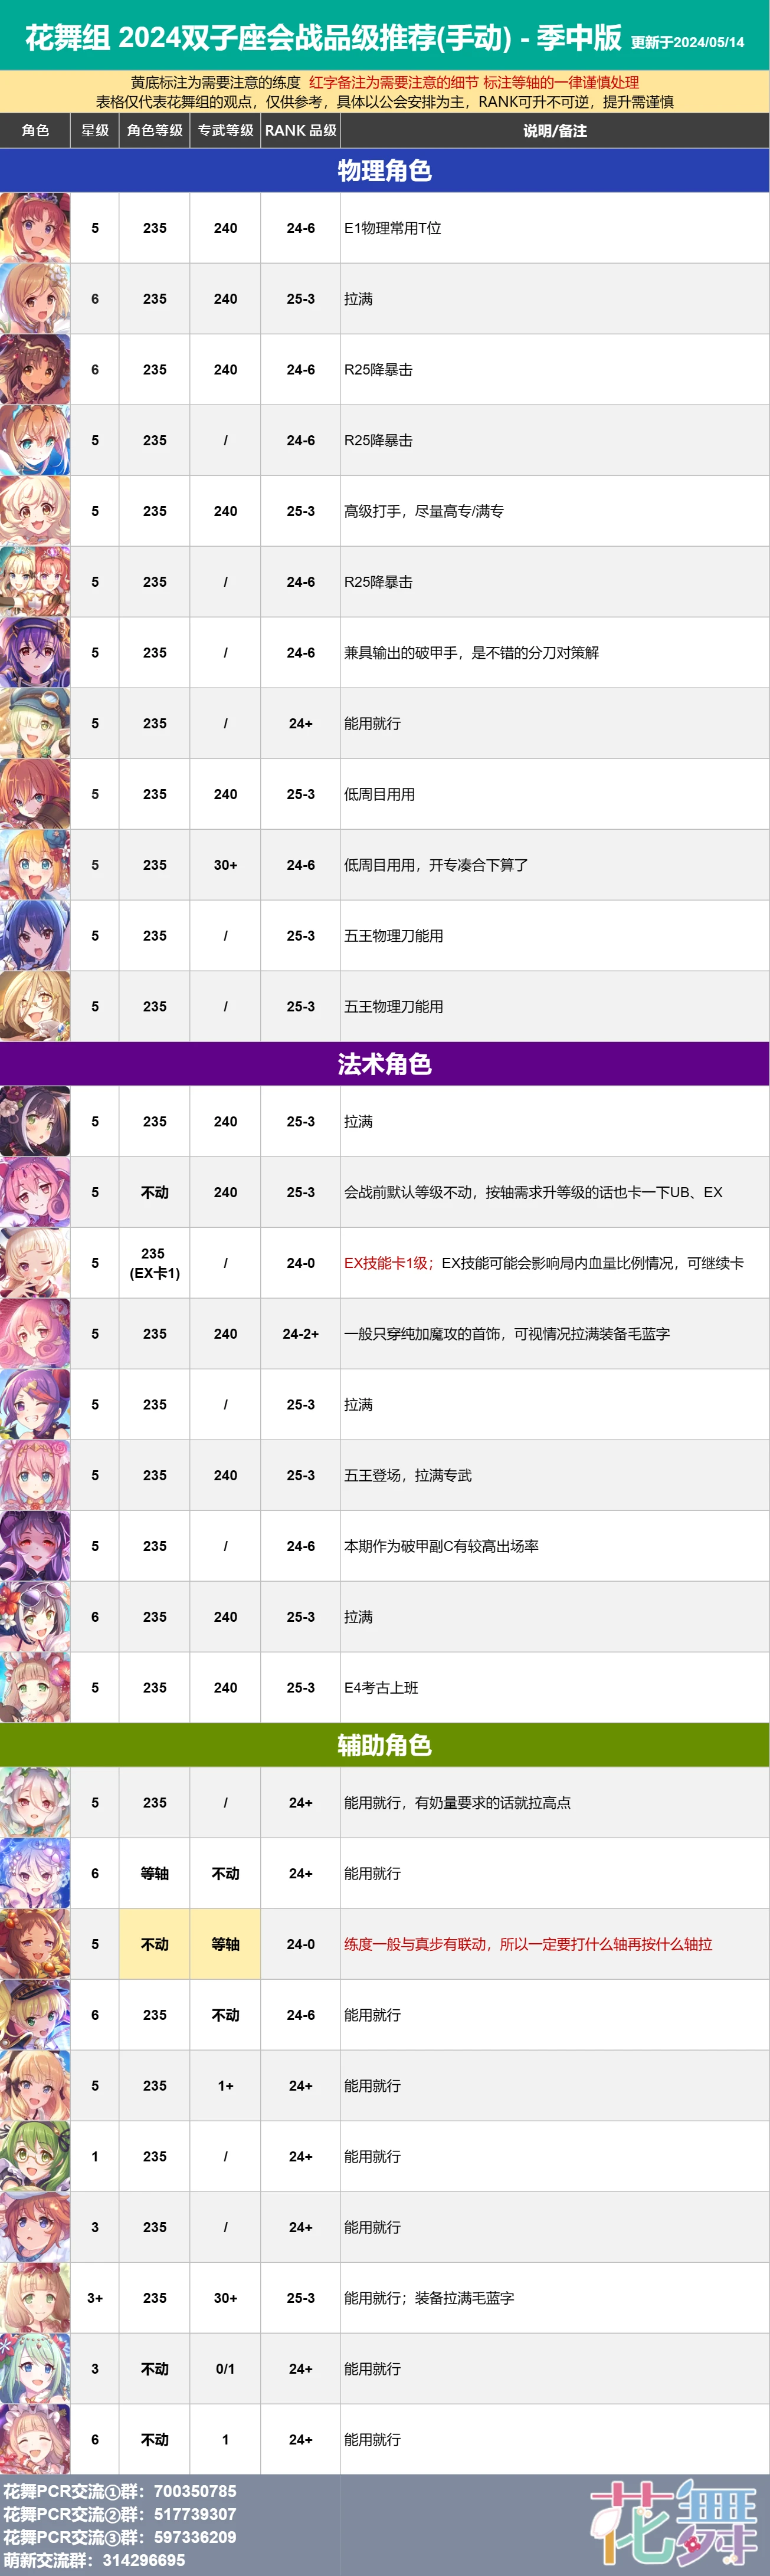 花舞组 2024双子座会战品级推荐(手动) - 季中版 更新于2024/05/14
黄底标注为需要注意的练度 红字备注为需要注意的细节 标注等轴的一律谨慎处理
表格仅代表花舞组的观点，仅供参考，具体以公会安排为主，RANK可升不可逆，提升需谨慎
角色 星级 角色等级 专武等级 RANK 品级 说明/备注
物理角色
5 235 240 24-6 E1物理常用T位
6 235 240 25-3 拉满
6 235 240 24-6 R25降暴击
5 235 / 24-6 R25降暴击
5 235 240 25-3 高级打手，尽量高专/满专
5 235 / 24-6 R25降暴击
5 235 / 24-6 兼具输出的破甲手，是不错的分刀对策解
5 235 / 24+ 能用就行
5 235 240 25-3 低周目用用
5 235 30+ 24-6 低周目用用，开专凑合下算了
5 235 / 25-3 五王物理刀能用
5 235 / 25-3 五王物理刀能用
法术角色
5 235 240 25-3 拉满
5 不动 240 25-3 会战前默认等级不动，按轴需求升等级的话也卡一下UB、EX
5 235 / 24-0 EX技能卡1级；EX技能可能会影响局内血量比例情况，可继续卡
(EX卡1)
5 235 240 24-2+ 一般只穿纯加魔攻的首饰，可视情况拉满装备毛蓝字
5 235 / 25-3 拉满
5 235 240 25-3 五王登场，拉满专武
5 235 / 24-6 本期作为破甲副C有较高出场率
6 235 240 25-3 拉满
5 235 240 25-3 E4考古上班
辅助角色
5 235 / 24+ 能用就行，有奶量要求的话就拉高点
6 等轴 不动 24+ 能用就行
5 不动 等轴 24-0 练度一般与真步有联动，所以一定要打什么轴再按什么轴拉
6 235 不动 24-6 能用就行
5 235 1+ 24+ 能用就行
1 235 / 24+ 能用就行
3 235 / 24+ 能用就行
3+ 235 30+ 25-3 能用就行；装备拉满毛蓝字
3 不动 0/1 24+ 能用就行
6 不动 1 24+ 能用就行
花舞PCR交流①群：700350785
花舞PCR交流②群：517739307
花舞PCR交流③群：597336209
萌新交流群：314296695
花舞